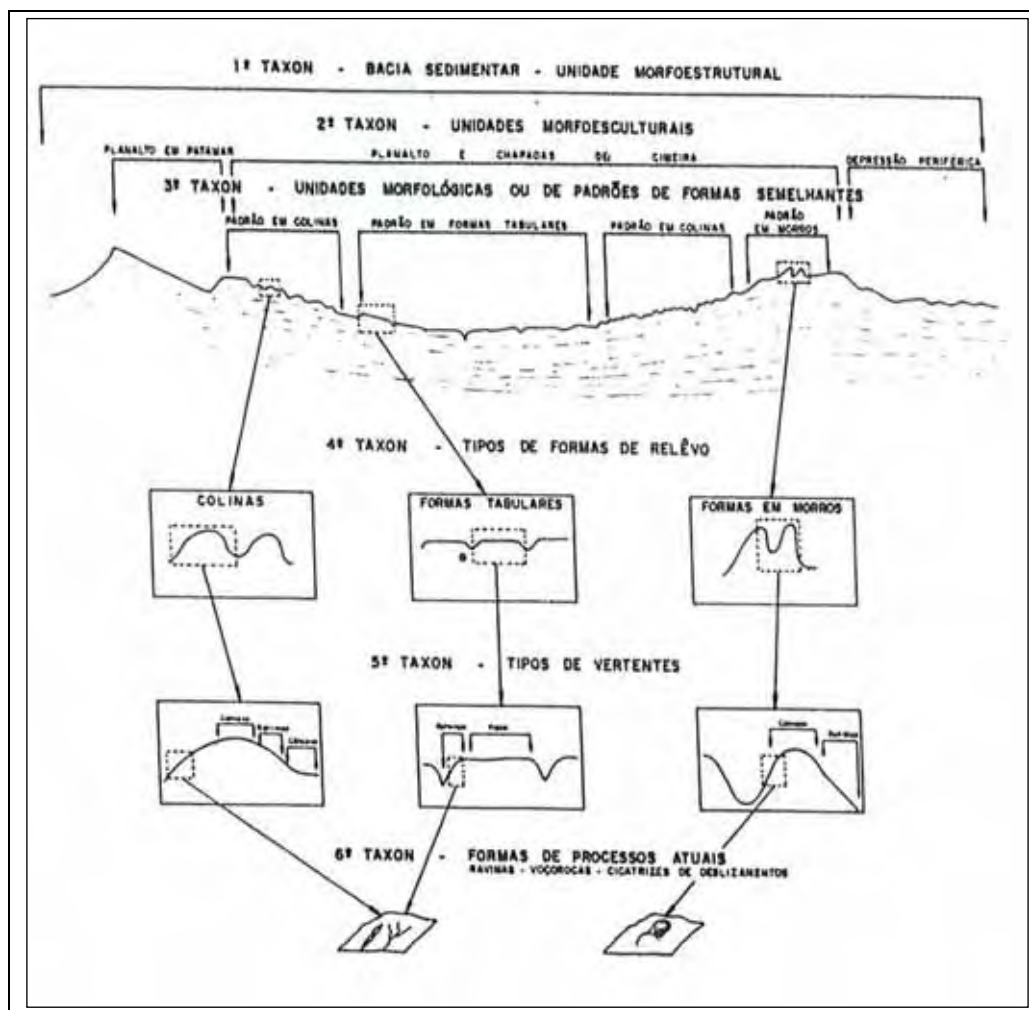 1º TAXON - BACIA SEDIMENTAR - UNIDADE MORFOESTRUTURAL
2º TAXON - UNIDADES MORFOESCULTURAIS
PLANALTO EM PATAMAR
PLANALTO E CHAPADAS DE CIMEIRA
DEPRESSÃO PERIFÉRICA
3º TAXON - UNIDADES MORFOLÓGICAS OU DE PADRÕES DE FORMAS SEMELHANTES
PADRÃO EM COLINAS
PADRÃO EM FORMAS TABULARES
PADRÃO EM COLINAS
PADRÃO
EM MORROS
4º TAXON - TIPOS DE FORMAS DE RELÊVO
COLINAS
FORMAS TABULARES
FORMAS EM MORROS
5º TAXON - TIPOS DE VERTENTES
6º TAXON - FORMAS DE PROCESSOS ATUAIS
RAVINAS - VOÇOROCAS - CICATRIZES DE DESLIZAMENTOS